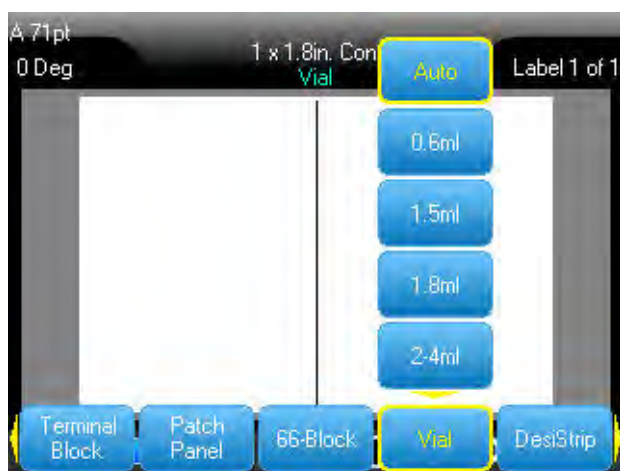 A 71pt
0 Deg
1 x 1.8in. Con
Vial
Label 1 of 1
Auto
0.6ml
1.5ml
1.8ml
2-4ml
Terminal
Block
Patch
Panel
66-Block
Vial
DesiStrip